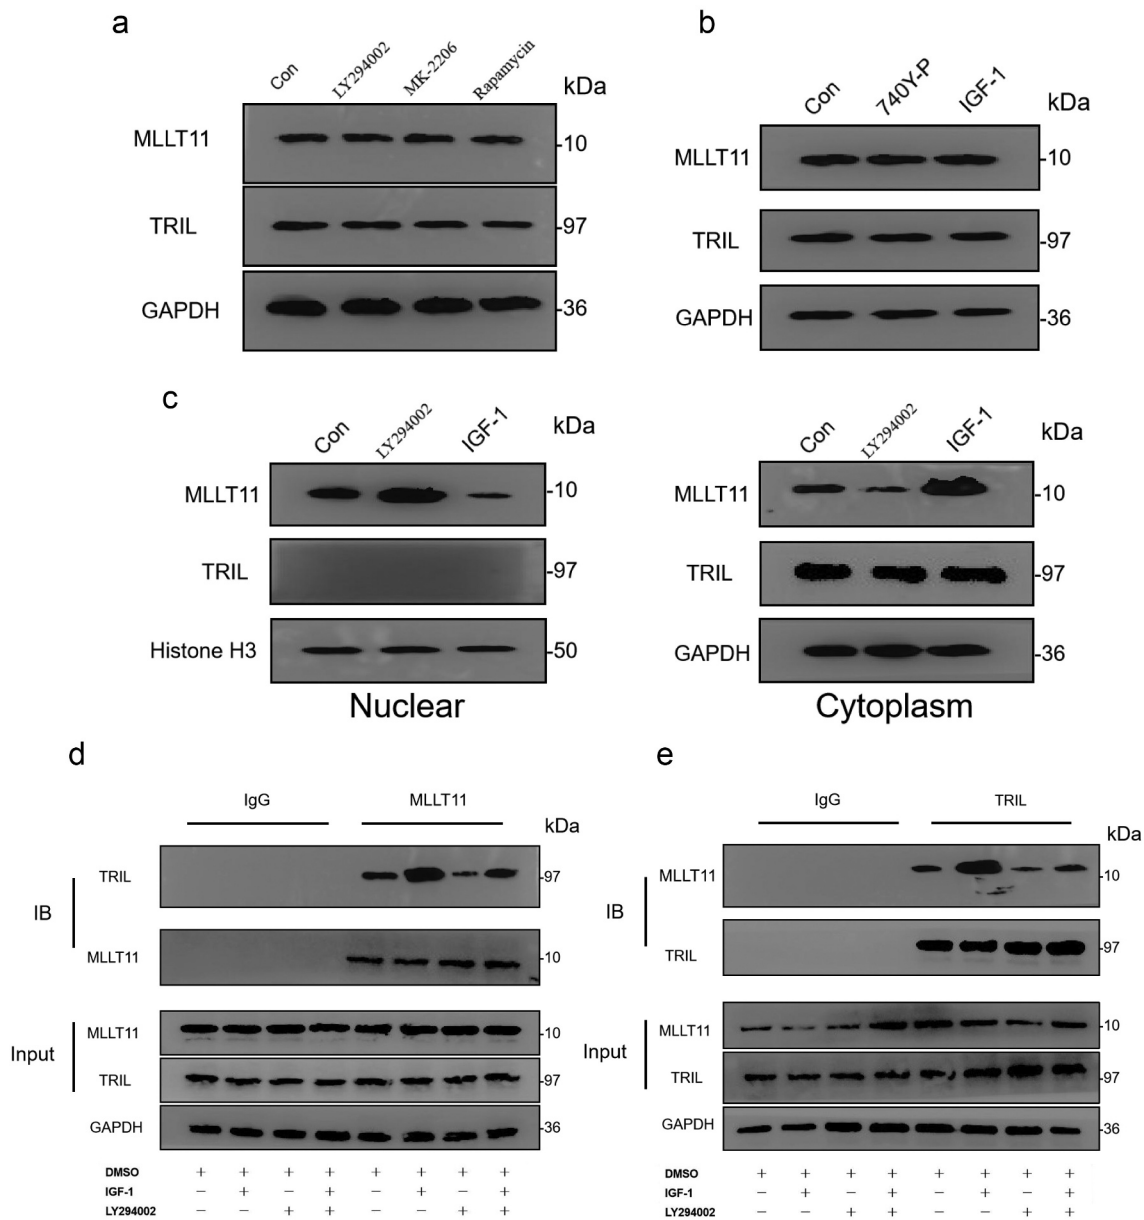 a
Con LY294002 MK-2206 Rapamycin kDa
MLLT11 -10
TRIL -97
GAPDH -36
b
Con 740Y-P IGF-1 kDa
MLLT11 -10
TRIL -97
GAPDH -36
c
Con LY294002 IGF-1 kDa
MLLT11 -10
TRIL -97
Histone H3 -50
Nuclear
Con LY294002 IGF-1 kDa
MLLT11 -10
TRIL -97
GAPDH -36
Cytoplasm
d
IgG MLLT11
kDa
IB
TRIL -97
MLLT11 -10
Input
MLLT11 -10
TRIL -97
GAPDH -36
DMSO + + + + + + + +
IGF-1 − + − + − + − +
LY294002 − − + + − − + +
e
IgG TRIL
kDa
IB
MLLT11 -10
TRIL -97
Input
MLLT11 -10
TRIL -97
GAPDH -36
DMSO + + + + + + + +
IGF-1 − + − + − + − +
LY294002 − − + + − − + +